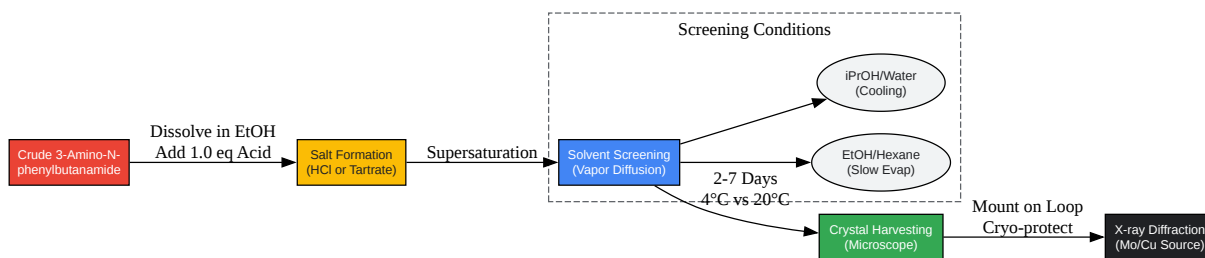 Screening Conditions
iPrOH/Water
(Cooling)
Dissolve in EtOH
Add 1.0 eq Acid
Crude 3-Amino-N-
phenylbutanamide
Salt Formation
(HCl or Tartrate)
Supersaturation
Solvent Screening
(Vapor Diffusion)
EtOH/Hexane
(Slow Evap)
2-7 Days
4°C vs 20°C
Crystal Harvesting
(Microscope)
Mount on Loop
Cryo-protect
X-ray Diffraction
(Mo/Cu Source)